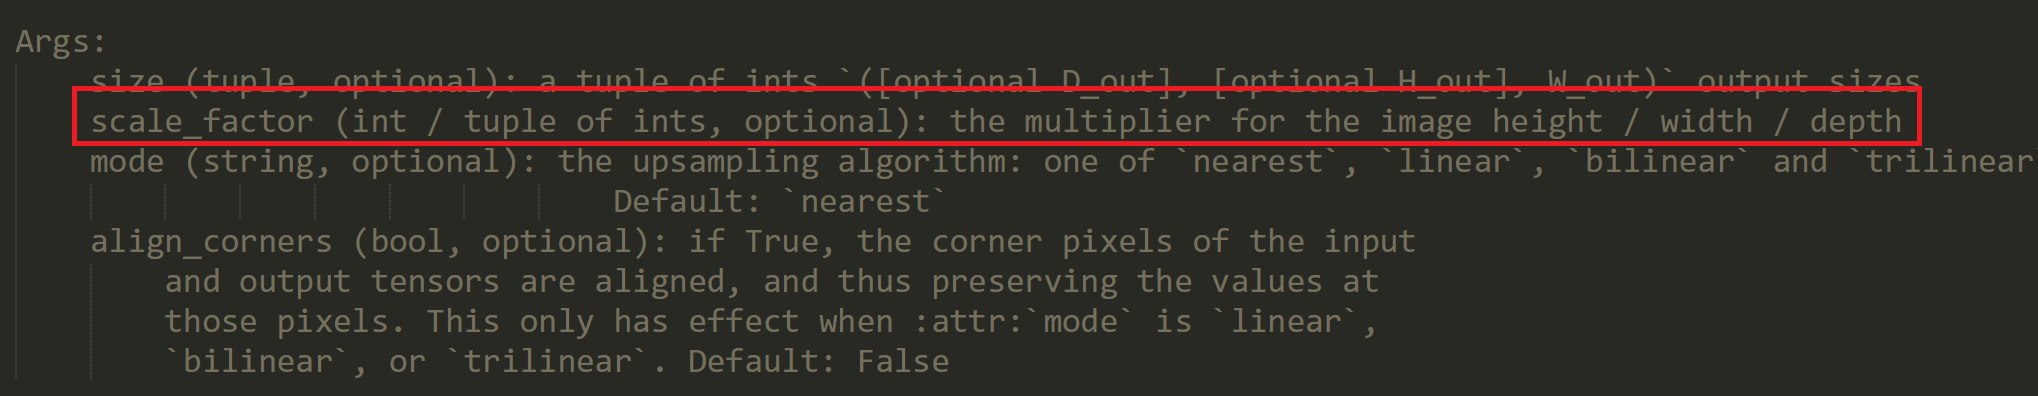 Args:
size (tuple, optional): a tuple of ints `([optional D_out], [optional H_out], W_out)` output sizes
scale_factor (int / tuple of ints, optional): the multiplier for the image height / width / depth
mode (string, optional): the upsampling algorithm: one of `nearest`, `linear`, `bilinear` and `trilinear
Default: `nearest`
align_corners (bool, optional): if True, the corner pixels of the input
and output tensors are aligned, and thus preserving the values at
those pixels. This only has effect when :attr:`mode` is `linear`,
`bilinear`, or `trilinear`. Default: False